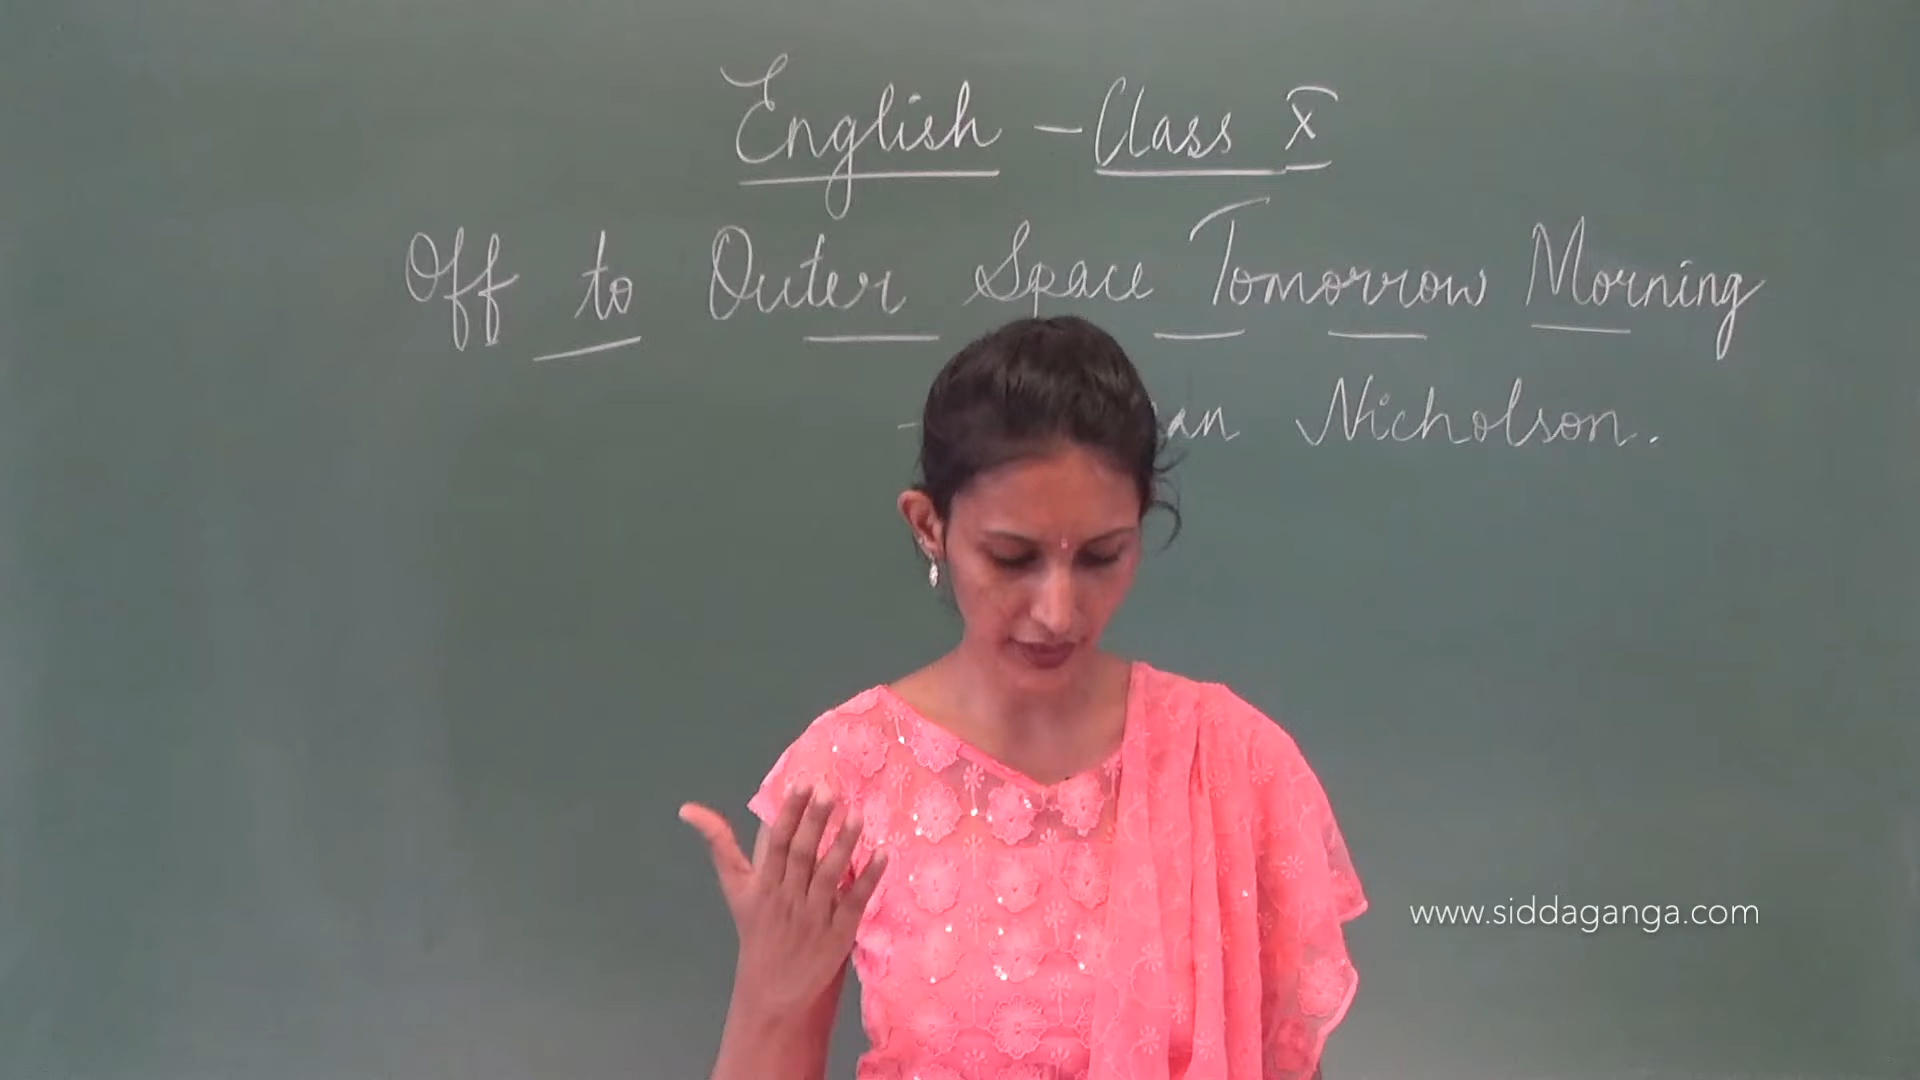 English - Class X
Off to Outer Space Tomorrow Morning
Nicholson.
www.siddaganga.com